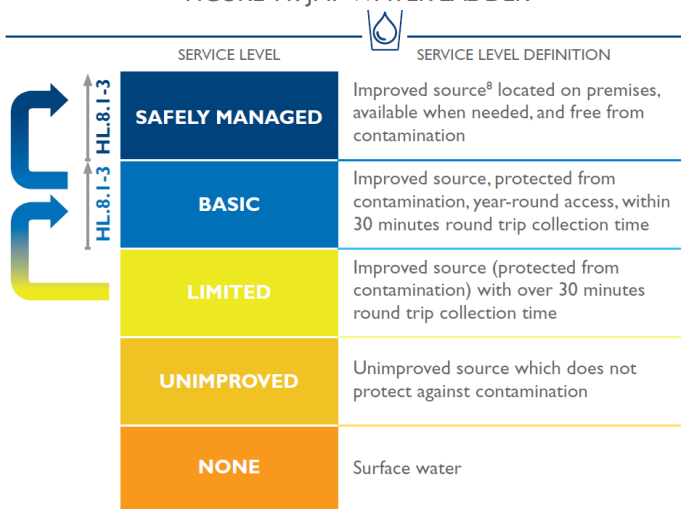 SERVICE LEVEL
SERVICE LEVEL DEFINITION
HL.8.1-3
SAFELY MANAGED
Improved source⁸ located on premises,
available when needed, and free from
contamination
HL.8.1-3
BASIC
Improved source, protected from
contamination, year-round access, within
30 minutes round trip collection time
LIMITED
Improved source (protected from
contamination) with over 30 minutes
round trip collection time
UNIMPROVED
Unimproved source which does not
protect against contamination
NONE
Surface water